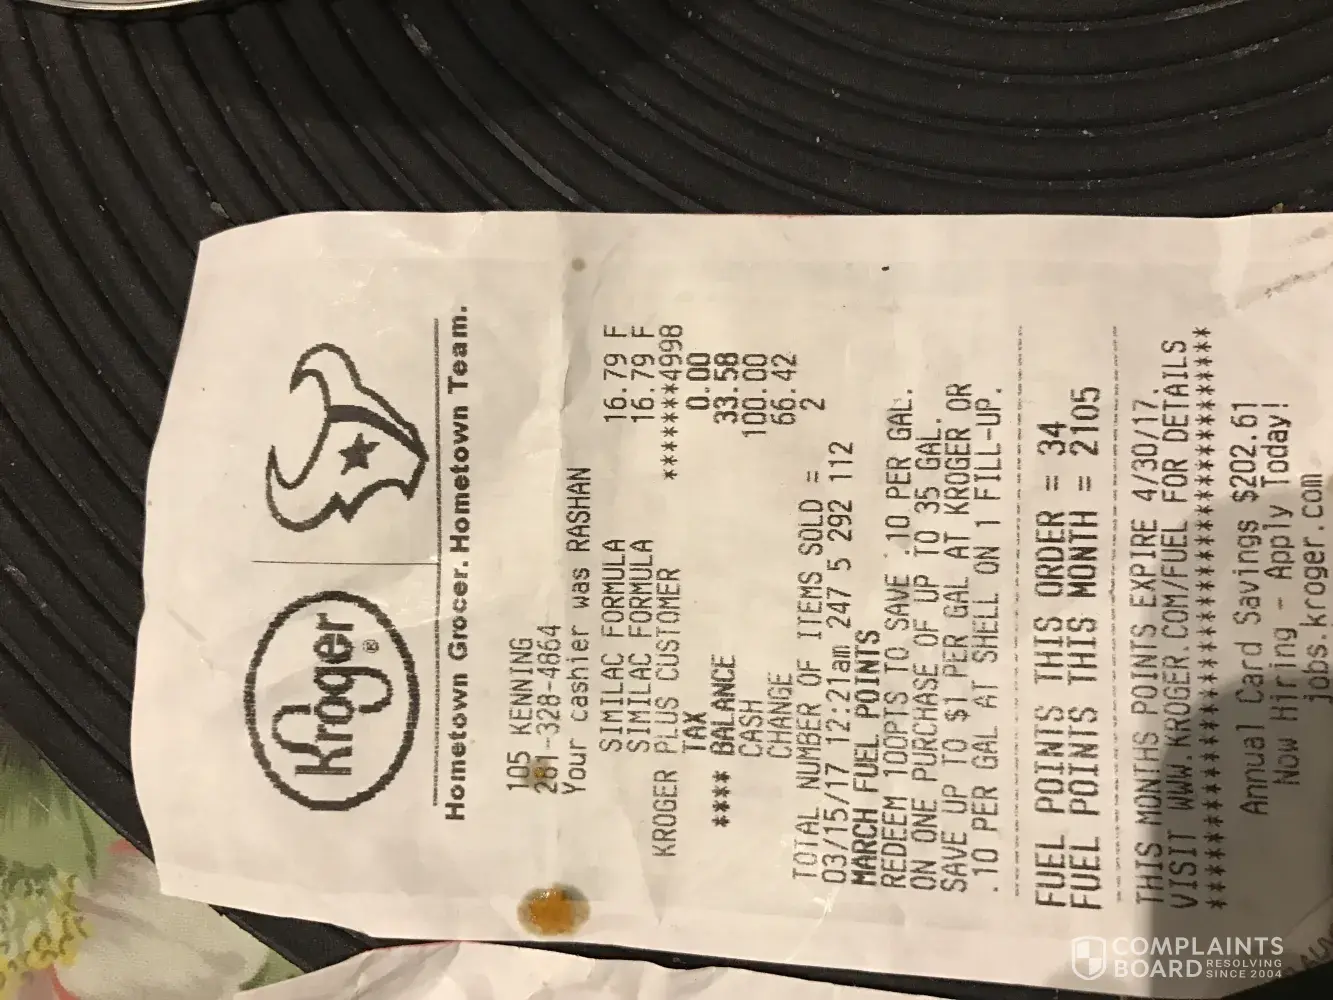 Kroger®
Hometown Grocer. Hometown Team.
105 KENNING
281-328-4864
Your cashier was RASHAN
SIMILAC FORMULA 16.79 F
SIMILAC FORMULA 16.79 F
KROGER PLUS CUSTOMER *******4998
TAX 0.00
**** BALANCE 33.58
CASH 100.00
CHANGE 66.42
TOTAL NUMBER OF ITEMS SOLD = 2
03/15/17 12:21am 247 5 292 112
MARCH FUEL POINTS
REDEEM 100PTS TO SAVE .10 PER GAL.
ON ONE PURCHASE OF UP TO 35 GAL.
SAVE UP TO $1 PER GAL AT KROGER OR
.10 PER GAL AT SHELL ON 1 FILL-UP.
FUEL POINTS THIS ORDER = 34
FUEL POINTS THIS MONTH = 2105
THIS MONTHS POINTS EXPIRE 4/30/17.
VISIT WWW.KROGER.COM/FUEL FOR DETAILS
************************************
Annual Card Savings $202.61
Now Hiring - Apply Today!
jobs.kroger.com
COMPLAINTS
BOARD RESOLVING
SINCE 2004